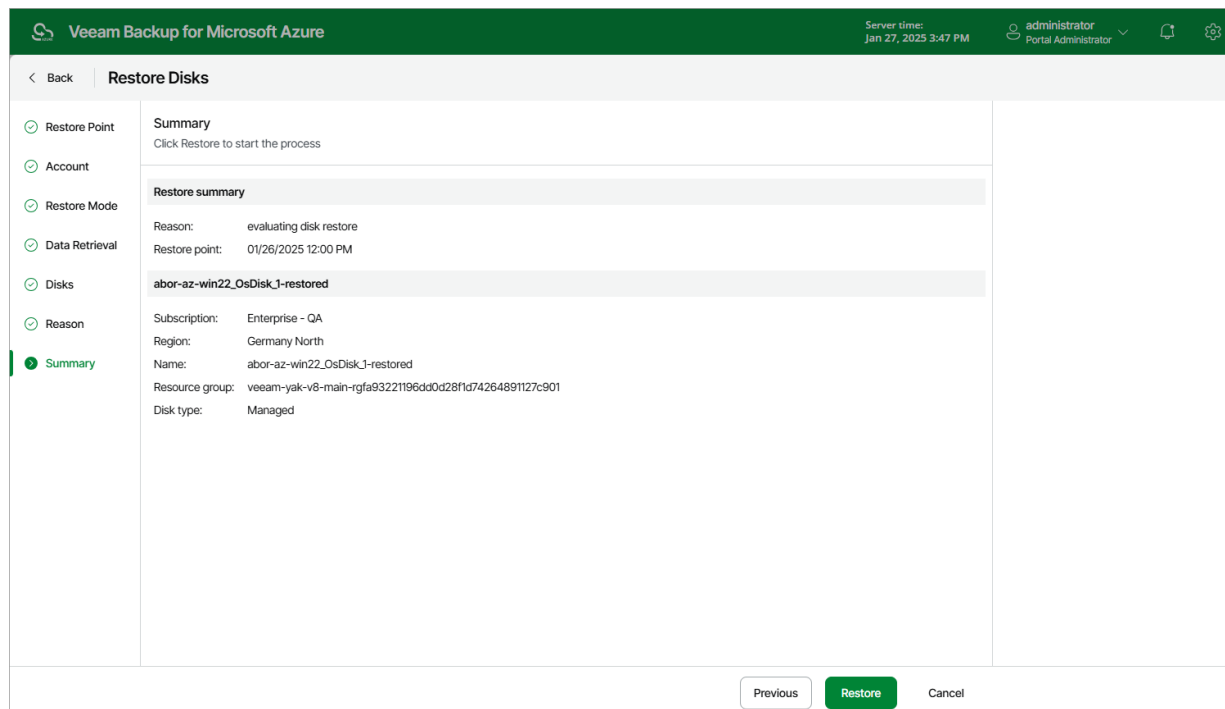 Veeam Backup for Microsoft Azure
Server time:
Jan 27, 2025 3:47 PM
administrator
Portal Administrator
Back
Restore Disks
Restore Point
Account
Restore Mode
Data Retrieval
Disks
Reason
Summary
Summary
Click Restore to start the process
Restore summary
Reason: evaluating disk restore
Restore point: 01/26/2025 12:00 PM
abor-az-win22_OsDisk_1-restored
Subscription: Enterprise - QA
Region: Germany North
Name: abor-az-win22_OsDisk_1-restored
Resource group: veeam-yak-v8-main-rgfa93221196dd0d28f1d74264891127c901
Disk type: Managed
Previous Restore Cancel